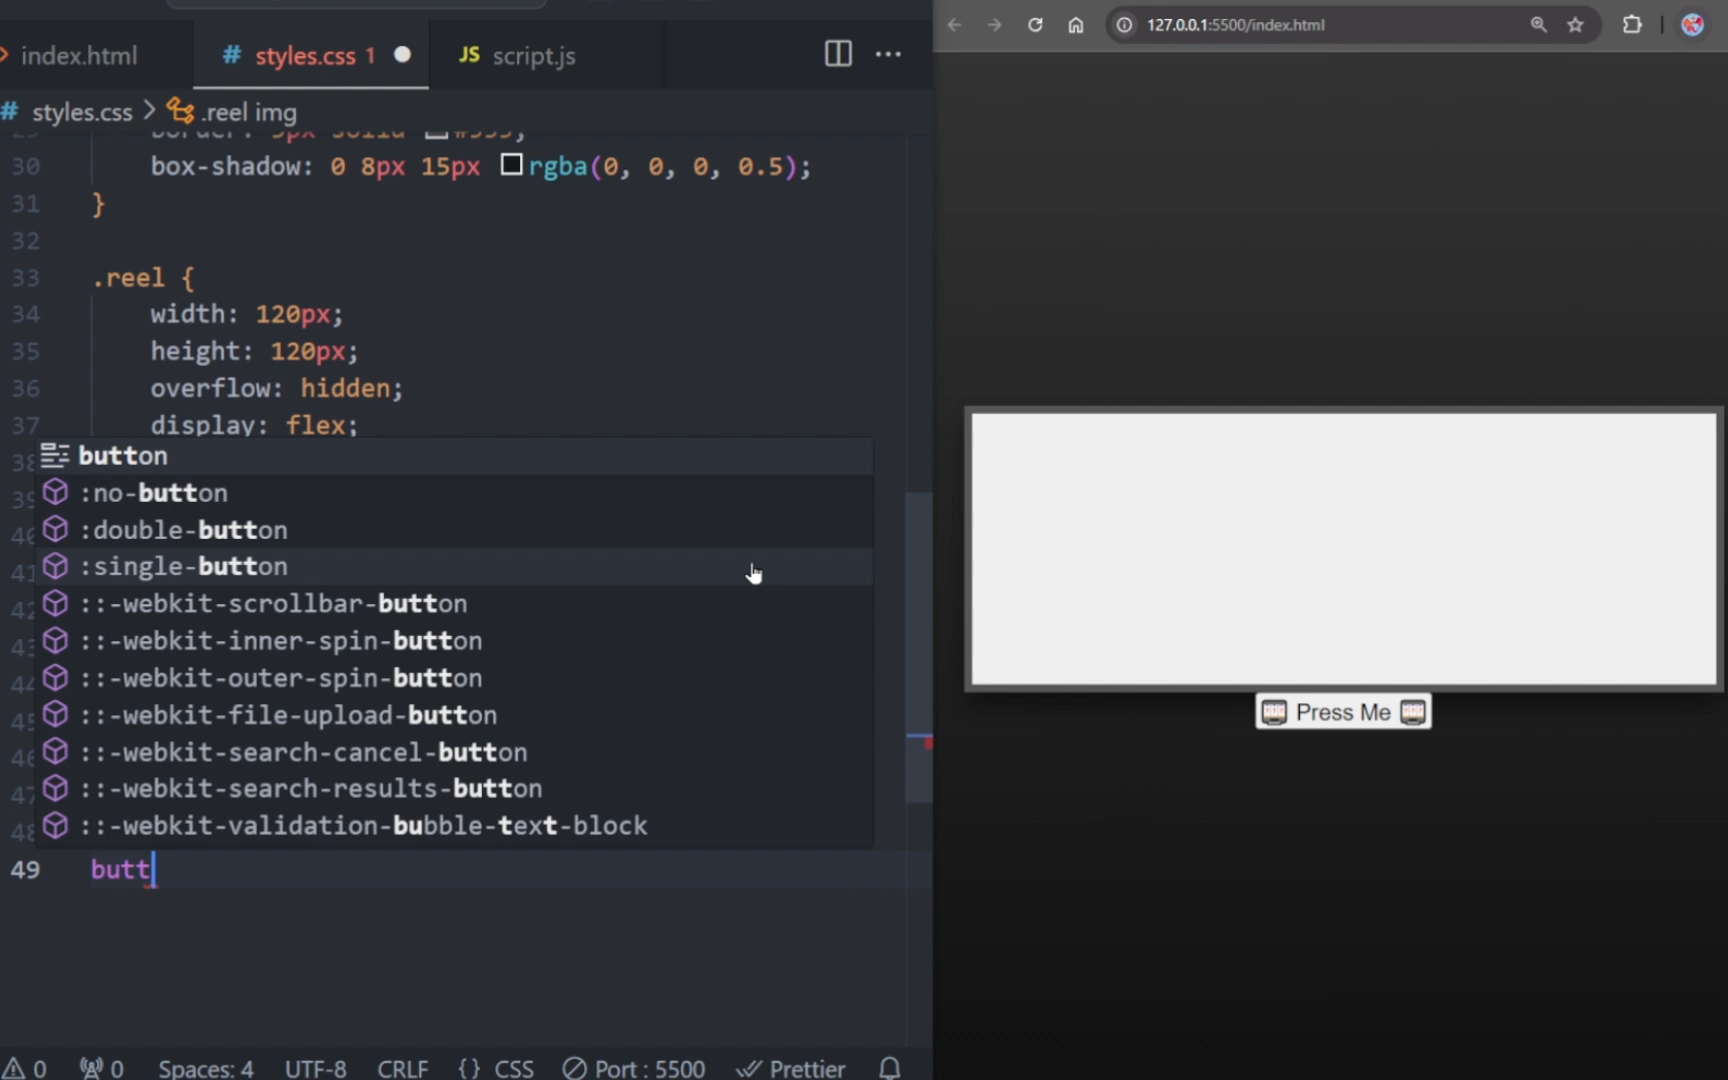 index.html
# styles.css 1
JS script.js
127.0.0.1:5500/index.html
# styles.css > .reel img
30 box-shadow: 0 8px 15px rgba(0, 0, 0, 0.5);
31 }
32
33 .reel {
34 width: 120px;
35 height: 120px;
36 overflow: hidden;
37 display: flex;
button
:no-button
:double-button
:single-button
::-webkit-scrollbar-button
::-webkit-inner-spin-button
::-webkit-outer-spin-button
::-webkit-file-upload-button
::-webkit-search-cancel-button
::-webkit-search-results-button
::-webkit-validation-bubble-text-block
49 butt
🎰 Press Me 🎰
0 0 Spaces: 4 UTF-8 CRLF {} CSS Port : 5500 Prettier